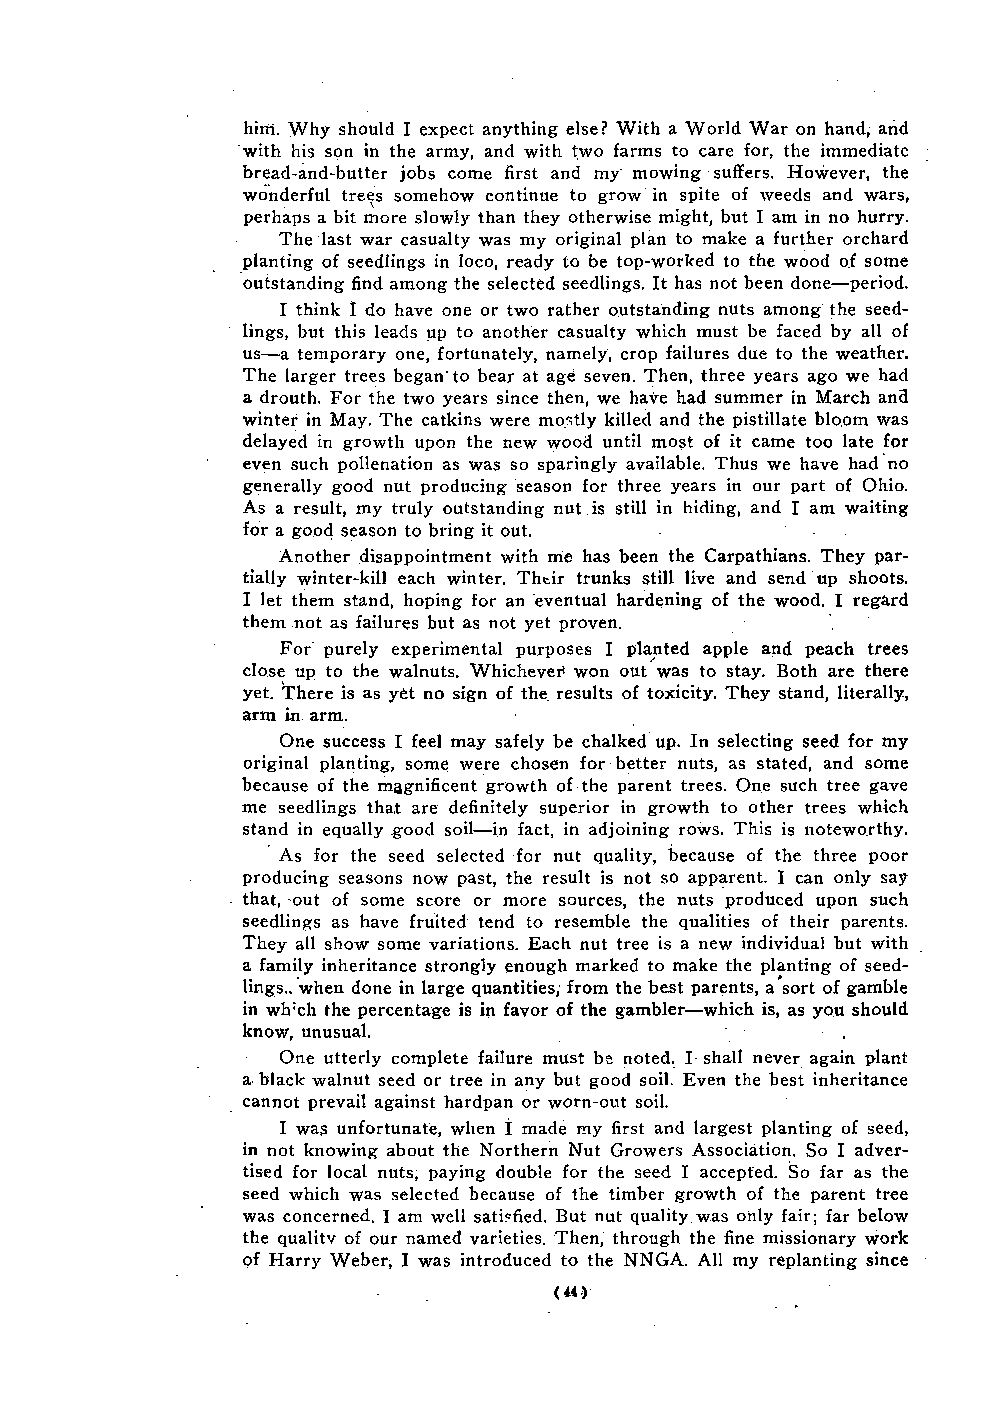 him. Why should I expect anything else? With a World War on hand, and
with his son in the army, and with two farms to care for, the immediate
bread-and-butter jobs come first and my mowing suffers. However, the
wonderful trees somehow continue to grow in spite of weeds and wars,
perhaps a bit more slowly than they otherwise might, but I am in no hurry.
The last war casualty was my original plan to make a further orchard
planting of seedlings in loco, ready to be top-worked to the wood of some
outstanding find among the selected seedlings. It has not been done—period.
I think I do have one or two rather outstanding nuts among the seed-
lings, but this leads up to another casualty which must be faced by all of
us—a temporary one, fortunately, namely, crop failures due to the weather.
The larger trees began to bear at age seven. Then, three years ago we had
a drouth. For the two years since then, we have had summer in March and
winter in May. The catkins were mostly killed and the pistillate bloom was
delayed in growth upon the new wood until most of it came too late for
even such pollenation as was so sparingly available. Thus we have had no
generally good nut producing season for three years in our part of Ohio.
As a result, my truly outstanding nut is still in hiding, and I am waiting
for a good season to bring it out.
Another disappointment with me has been the Carpathians. They par-
tially winter-kill each winter. Their trunks still live and send up shoots.
I let them stand, hoping for an eventual hardening of the wood. I regard
them not as failures but as not yet proven.
For purely experimental purposes I planted apple and peach trees
close up to the walnuts. Whichever won out was to stay. Both are there
yet. There is as yet no sign of the results of toxicity. They stand, literally,
arm in arm.
One success I feel may safely be chalked up. In selecting seed for my
original planting, some were chosen for better nuts, as stated, and some
because of the magnificent growth of the parent trees. One such tree gave
me seedlings that are definitely superior in growth to other trees which
stand in equally good soil—in fact, in adjoining rows. This is noteworthy.
As for the seed selected for nut quality, because of the three poor
producing seasons now past, the result is not so apparent. I can only say
that, out of some score or more sources, the nuts produced upon such
seedlings as have fruited tend to resemble the qualities of their parents.
They all show some variations. Each nut tree is a new individual but with
a family inheritance strongly enough marked to make the planting of seed-
lings., when done in large quantities, from the best parents, a sort of gamble
in which the percentage is in favor of the gambler—which is, as you should
know, unusual.
One utterly complete failure must be noted. I shall never again plant
a black walnut seed or tree in any but good soil. Even the best inheritance
cannot prevail against hardpan or worn-out soil.
I was unfortunate, when I made my first and largest planting of seed,
in not knowing about the Northern Nut Growers Association. So I adver-
tised for local nuts, paying double for the seed I accepted. So far as the
seed which was selected because of the timber growth of the parent tree
was concerned, I am well satisfied. But nut quality was only fair; far below
the quality of our named varieties. Then, through the fine missionary work
of Harry Weber, I was introduced to the NNGA. All my replanting since
(44)